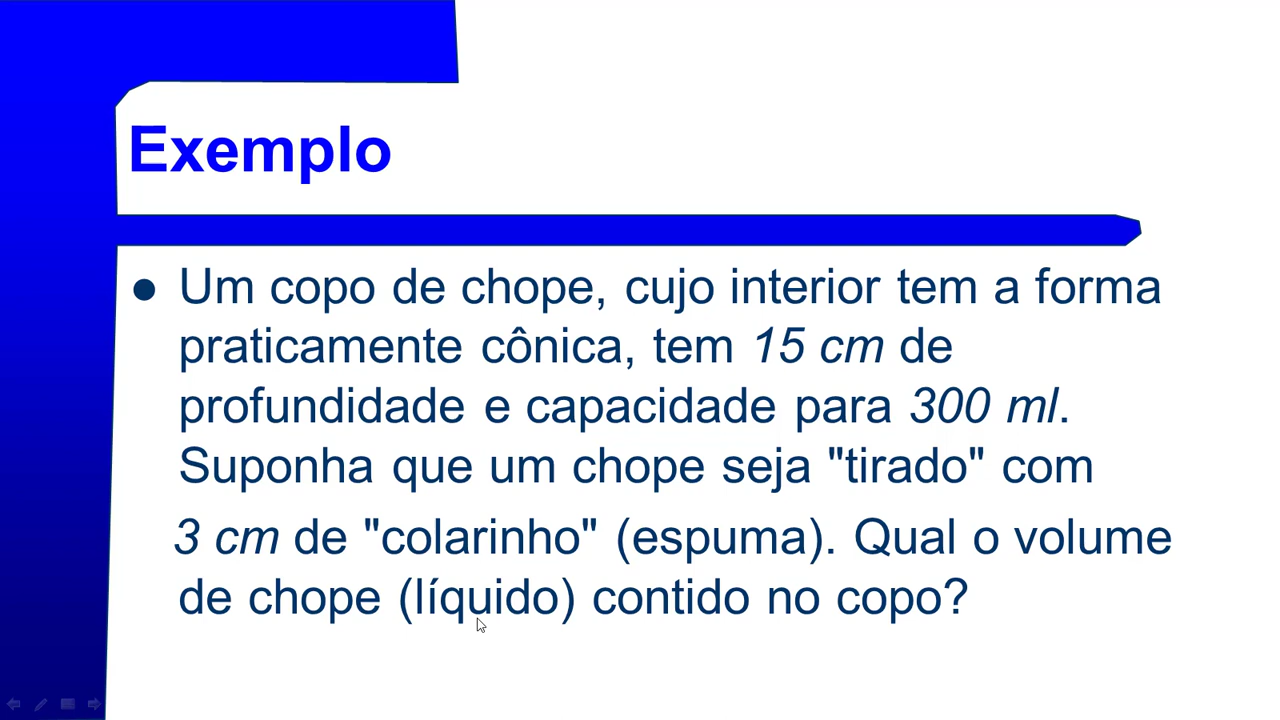 Exemplo
● Um copo de chope, cujo interior tem a forma
praticamente cônica, tem 15 cm de
profundidade e capacidade para 300 ml.
Suponha que um chope seja "tirado" com
3 cm de "colarinho" (espuma). Qual o volume
de chope (líquido) contido no copo?